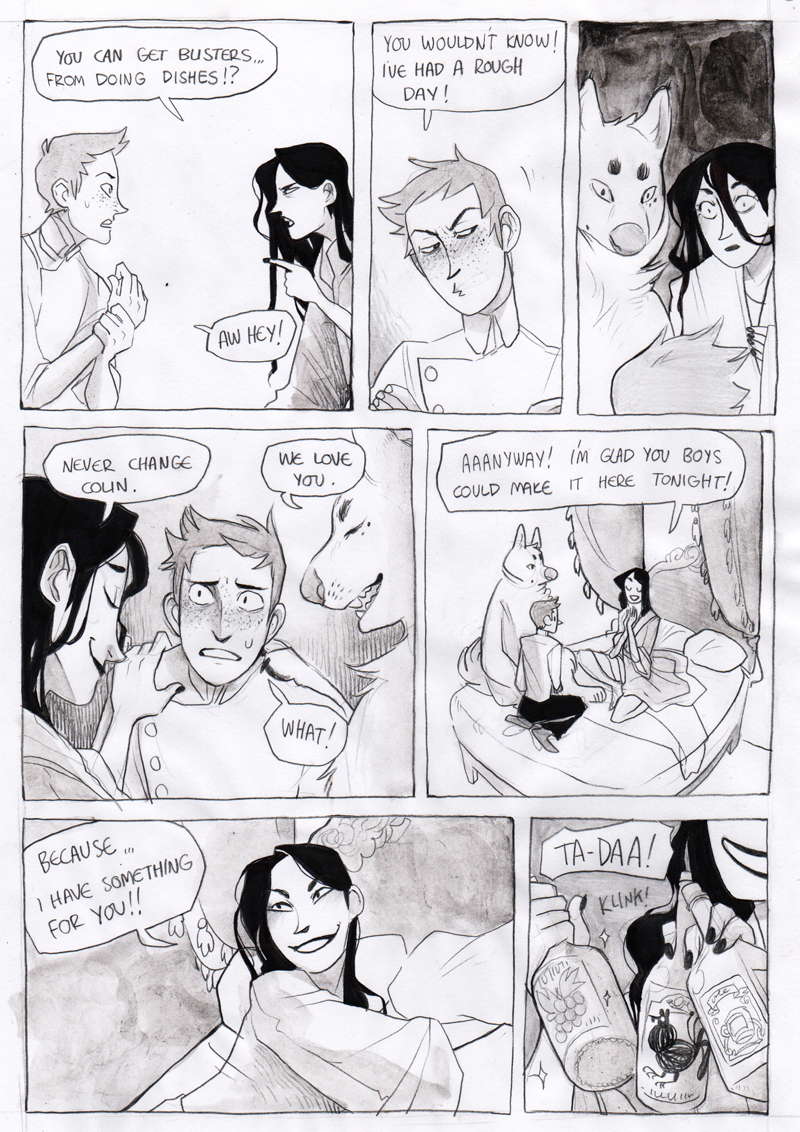 YOU CAN GET BLISTERS...
FROM DOING DISHES!?
AW HEY!
YOU WOULDN'T KNOW!
I'VE HAD A ROUGH
DAY!
NEVER CHANGE
COLIN.
WE LOVE
YOU.
WHAT!
AAANYWAY! I'M GLAD YOU BOYS
COULD MAKE IT HERE TONIGHT!
BECAUSE...
I HAVE SOMETHING
FOR YOU!!
TA-DAA!
KLINK!